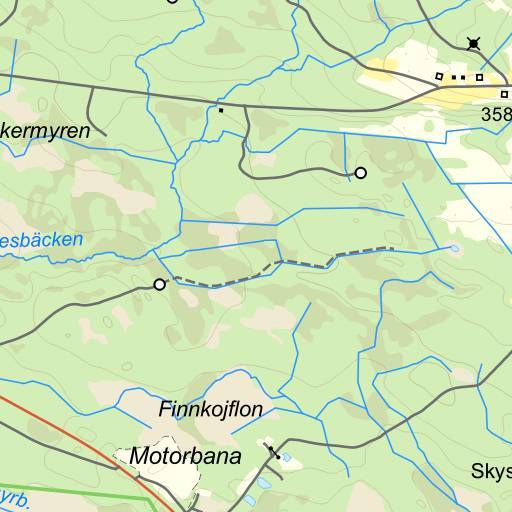 358
kermyren
esbäcken
Finnkojflon
Motorbana
Skys
yrb.